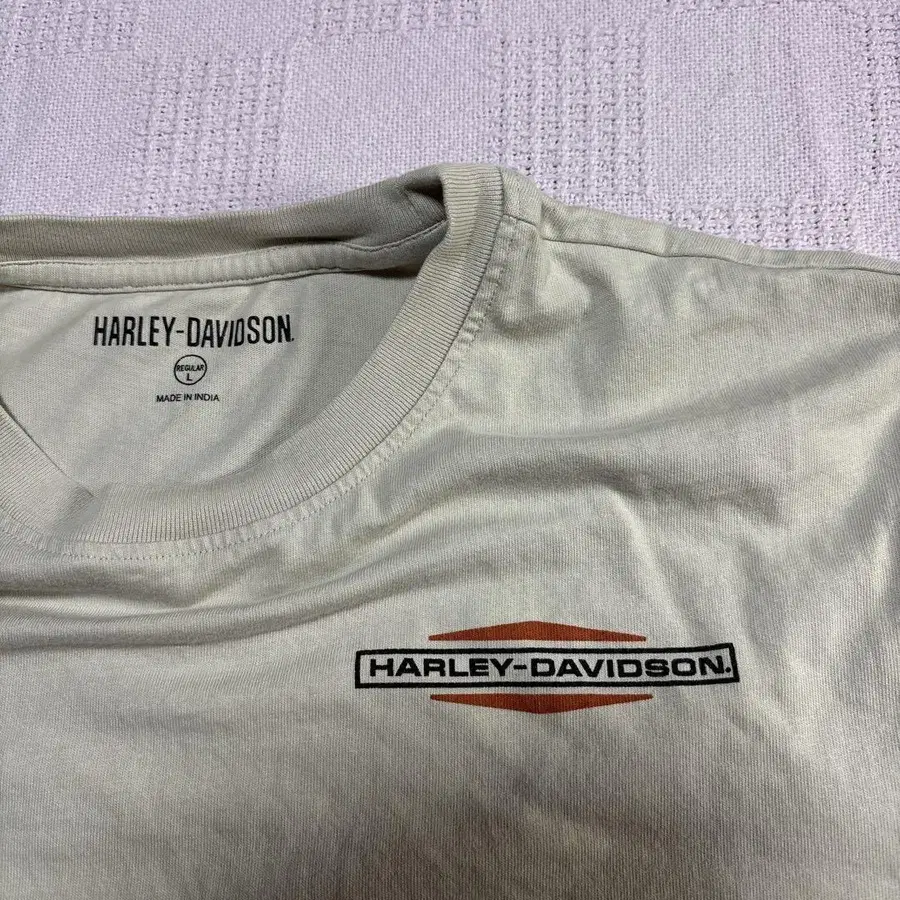 HARLEY-DAVIDSON.
REGULAR
L
MADE IN INDIA
HARLEY-DAVIDSON.